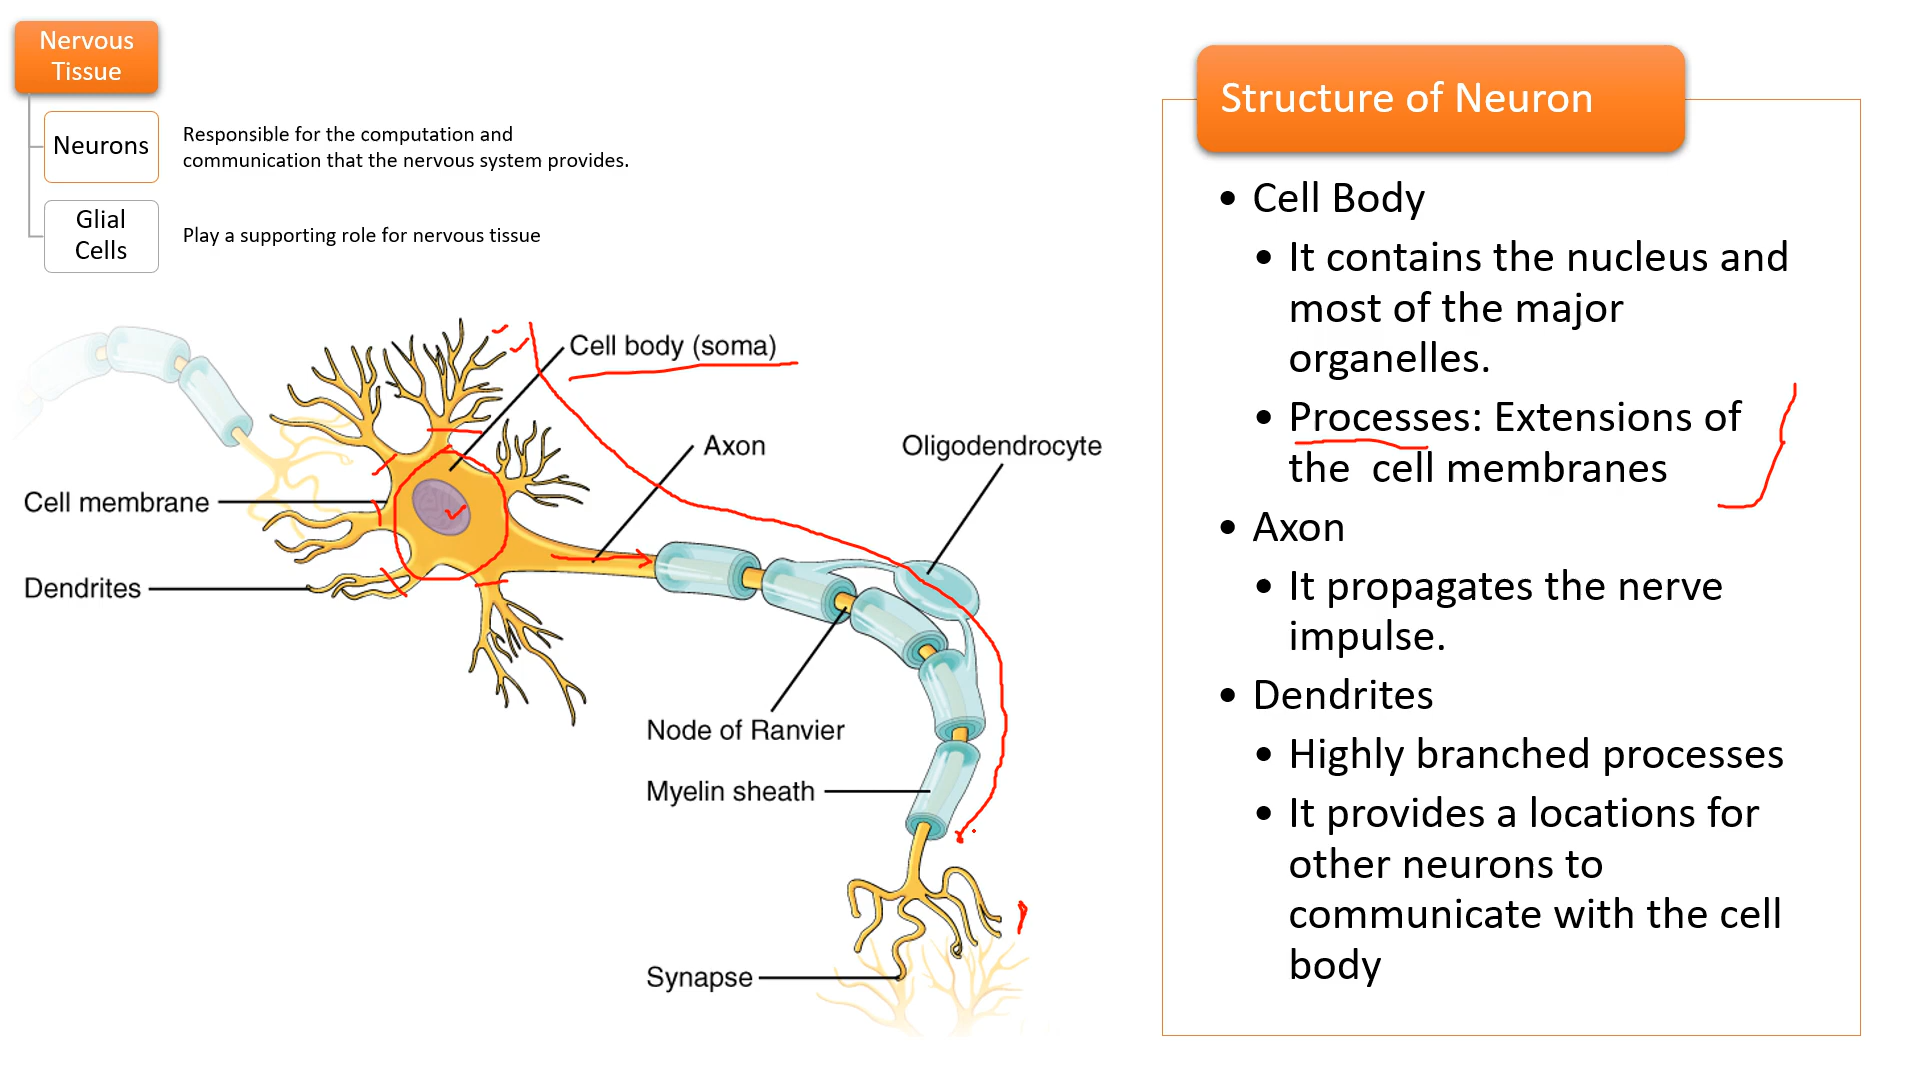 Nervous
Tissue
Neurons
Responsible for the computation and
communication that the nervous system provides.
Glial
Cells
Play a supporting role for nervous tissue
Cell body (soma)
Axon
Oligodendrocyte
Cell membrane
Dendrites
Node of Ranvier
Myelin sheath
Synapse
Structure of Neuron
• Cell Body
• It contains the nucleus and
most of the major
organelles.
• Processes: Extensions of
the cell membranes
• Axon
• It propagates the nerve
impulse.
• Dendrites
• Highly branched processes
• It provides a locations for
other neurons to
communicate with the cell
body